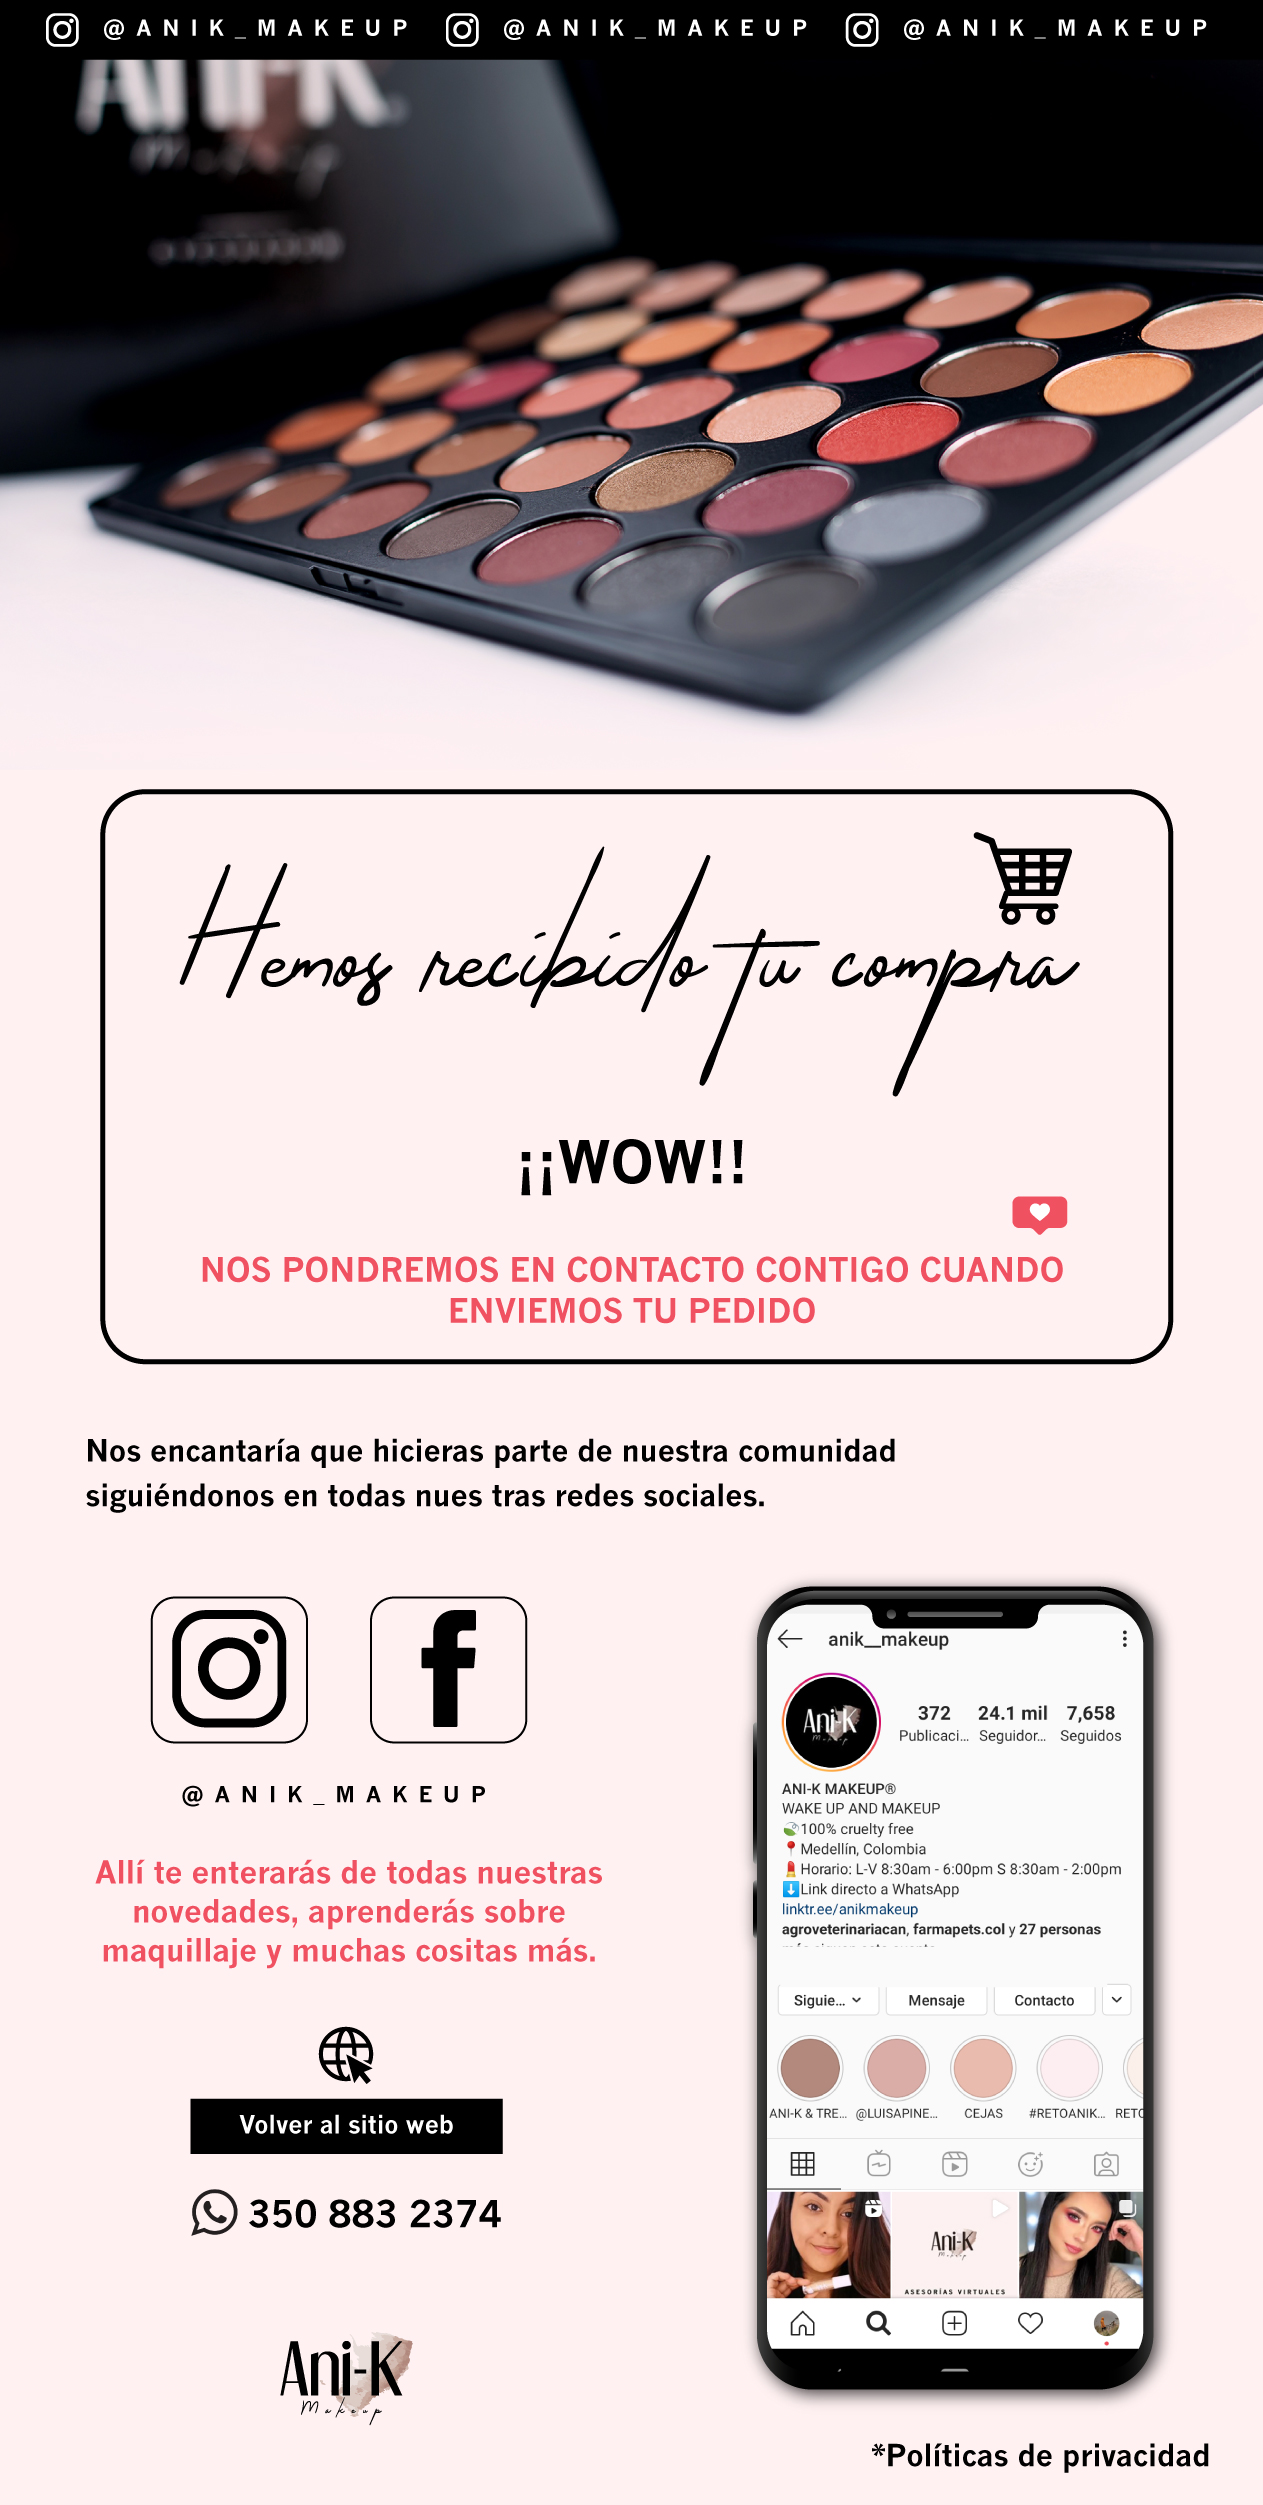 @ANIK_MAKEUP @ANIK_MAKEUP @ANIK_MAKEUP
Ani-K
Makeup
Hemos recibido tu compra
¡¡WOW!!
NOS PONDREMOS EN CONTACTO CONTIGO CUANDO
ENVIEMOS TU PEDIDO
Nos encantaría que hicieras parte de nuestra comunidad
siguiéndonos en todas nues tras redes sociales.
@ANIK_MAKEUP
Allí te enterarás de todas nuestras
novedades, aprenderás sobre
maquillaje y muchas cositas más.
Volver al sitio web
350 883 2374
Ani-K
Makeup
anik__makeup
Ani-K
Makeup
372 24.1 mil 7,658
Publicaci... Seguidor... Seguidos
ANI-K MAKEUP®
WAKE UP AND MAKEUP
100% cruelty free
Medellín, Colombia
Horario: L-V 8:30am - 6:00pm S 8:30am - 2:00pm
Link directo a WhatsApp
linktr.ee/anikmakeup
agroveterinariacan, farmapets.col y 27 personas
Siguie... Mensaje Contacto
ANI-K & TRE... @LUISAPINE... CEJAS #RETOANIK... RETO
Ani-K
Makeup
ASESORÍAS VIRTUALES
*Políticas de privacidad